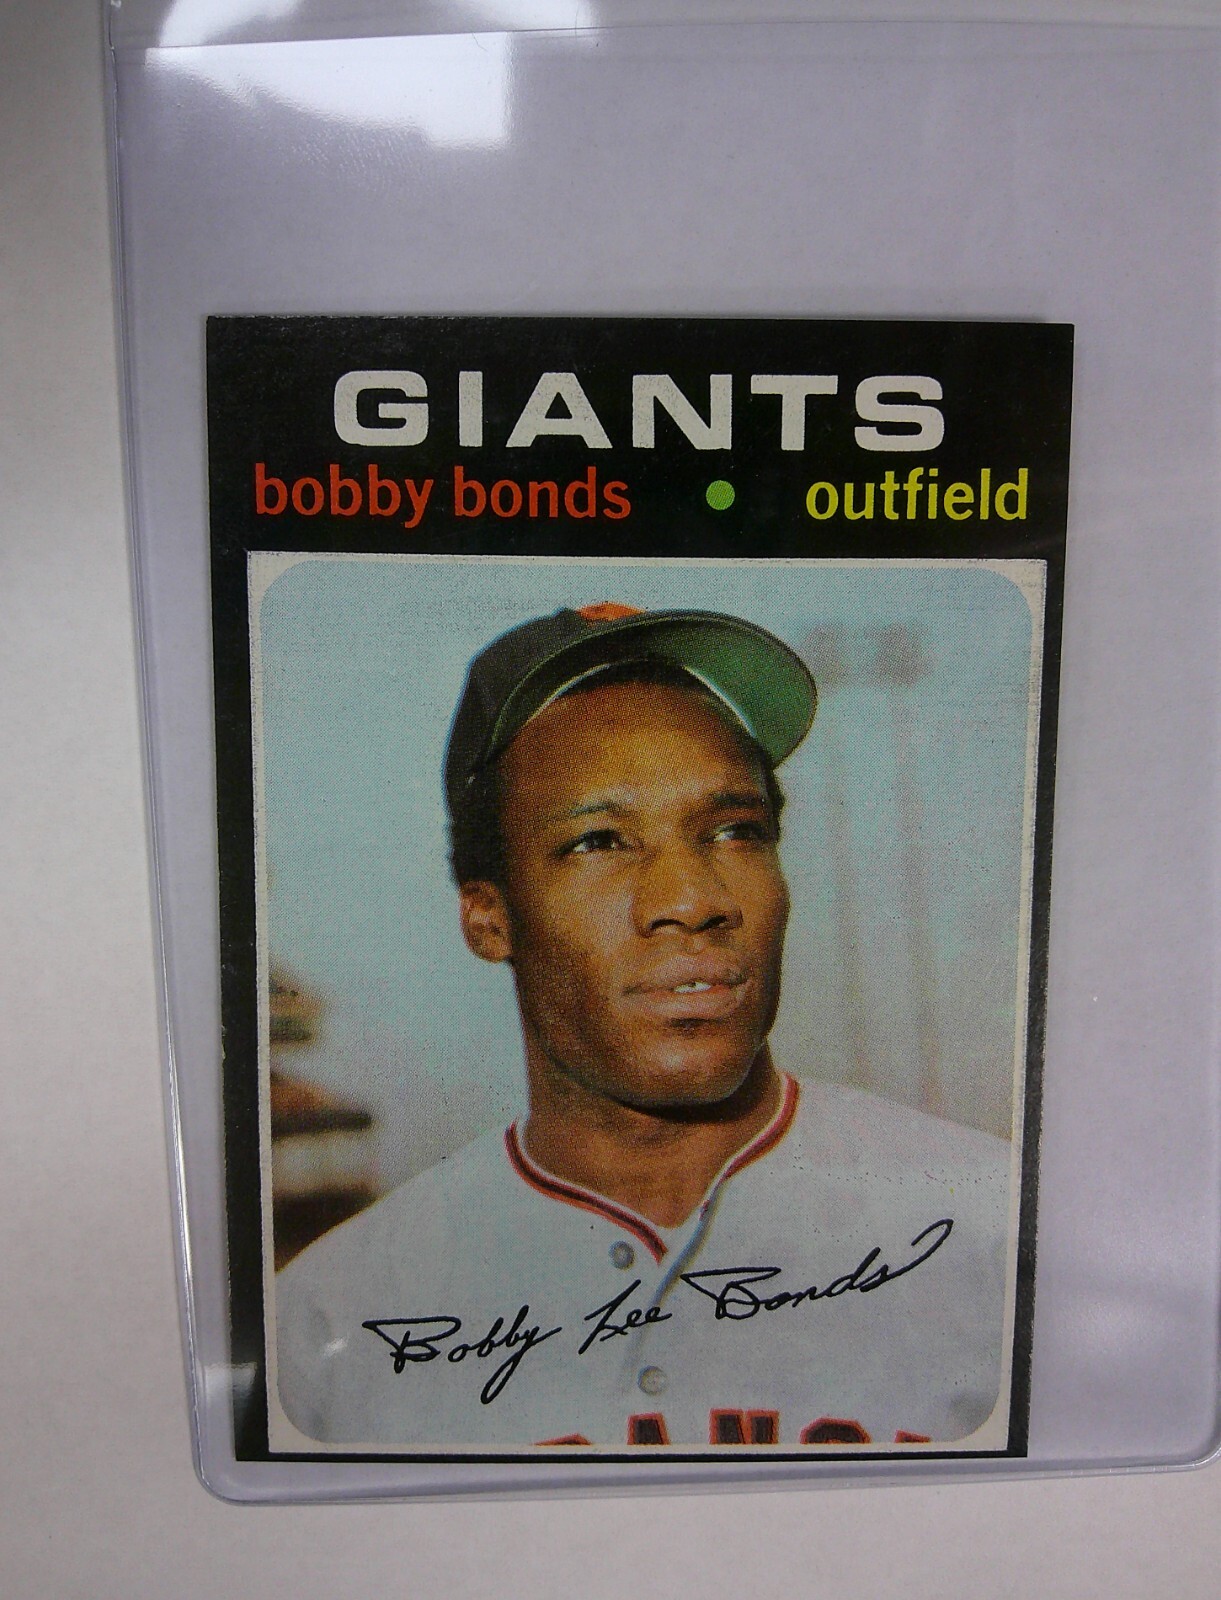 GIANTS
bobby bonds • outfield
Bobby Lee Bonds